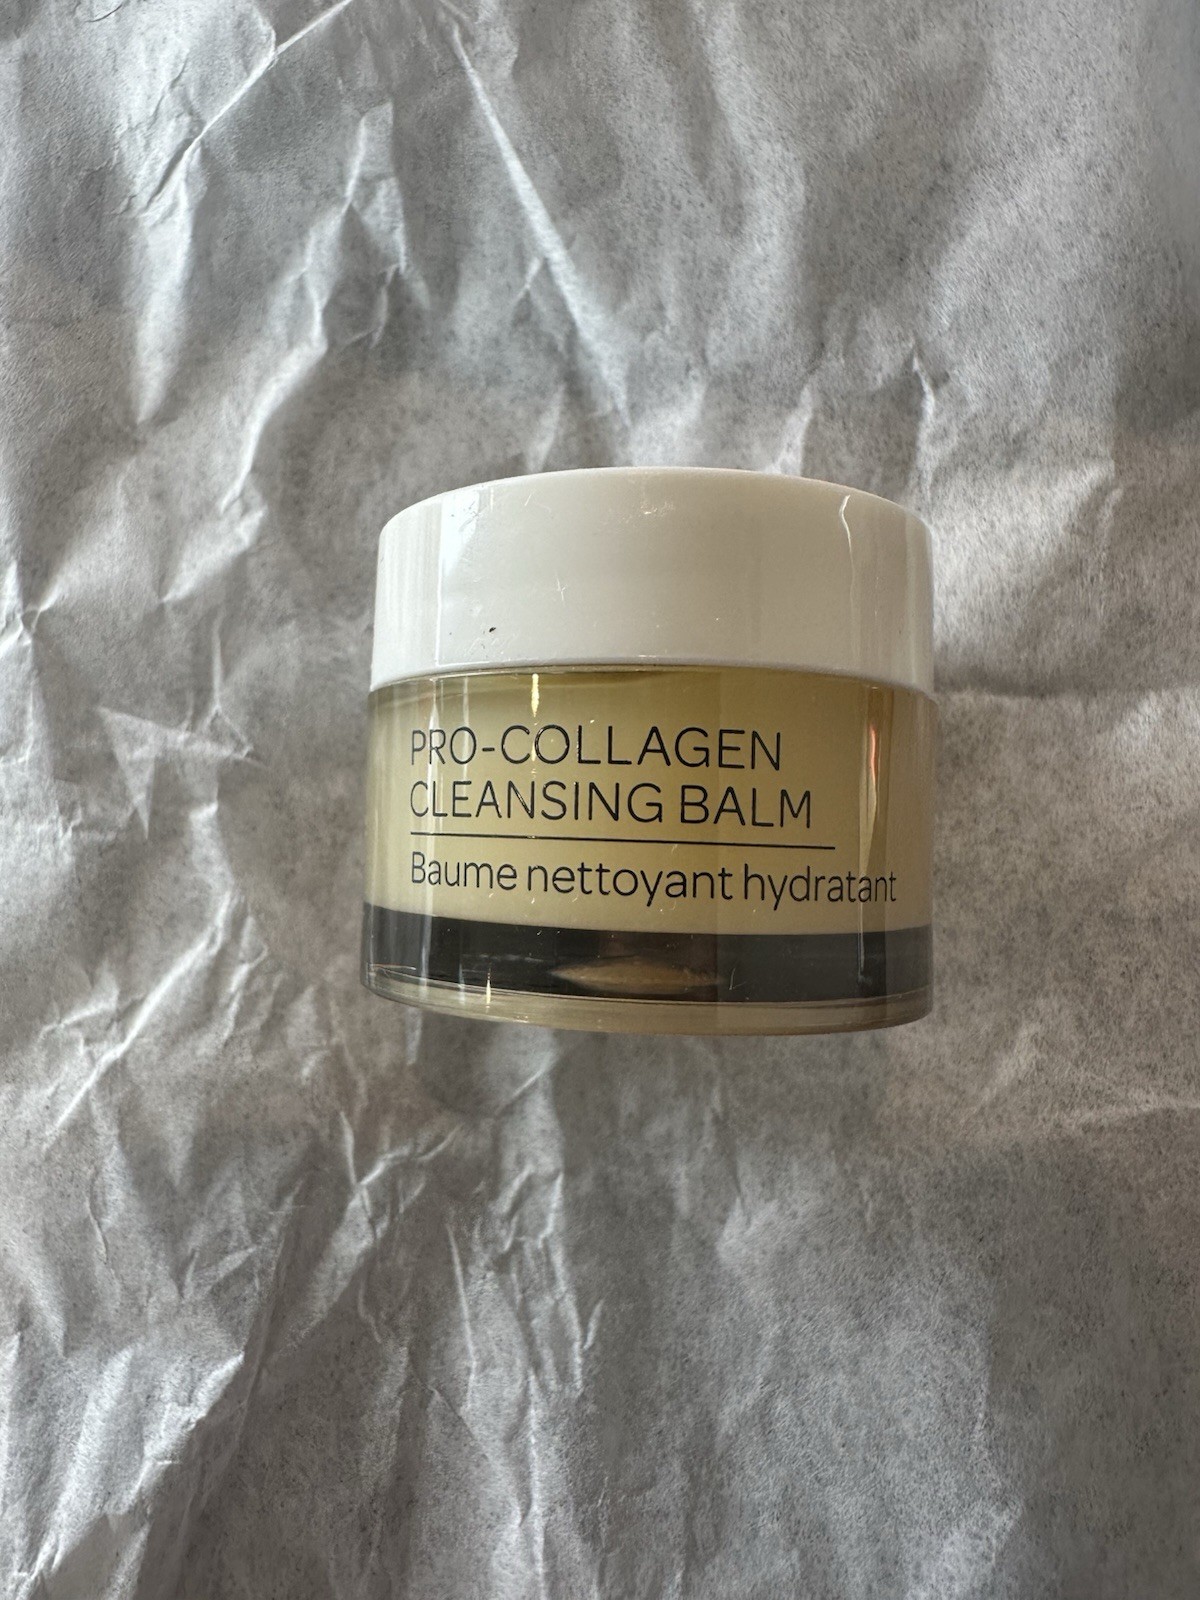 PRO-COLLAGEN
CLEANSING BALM
Baume nettoyant hydratant